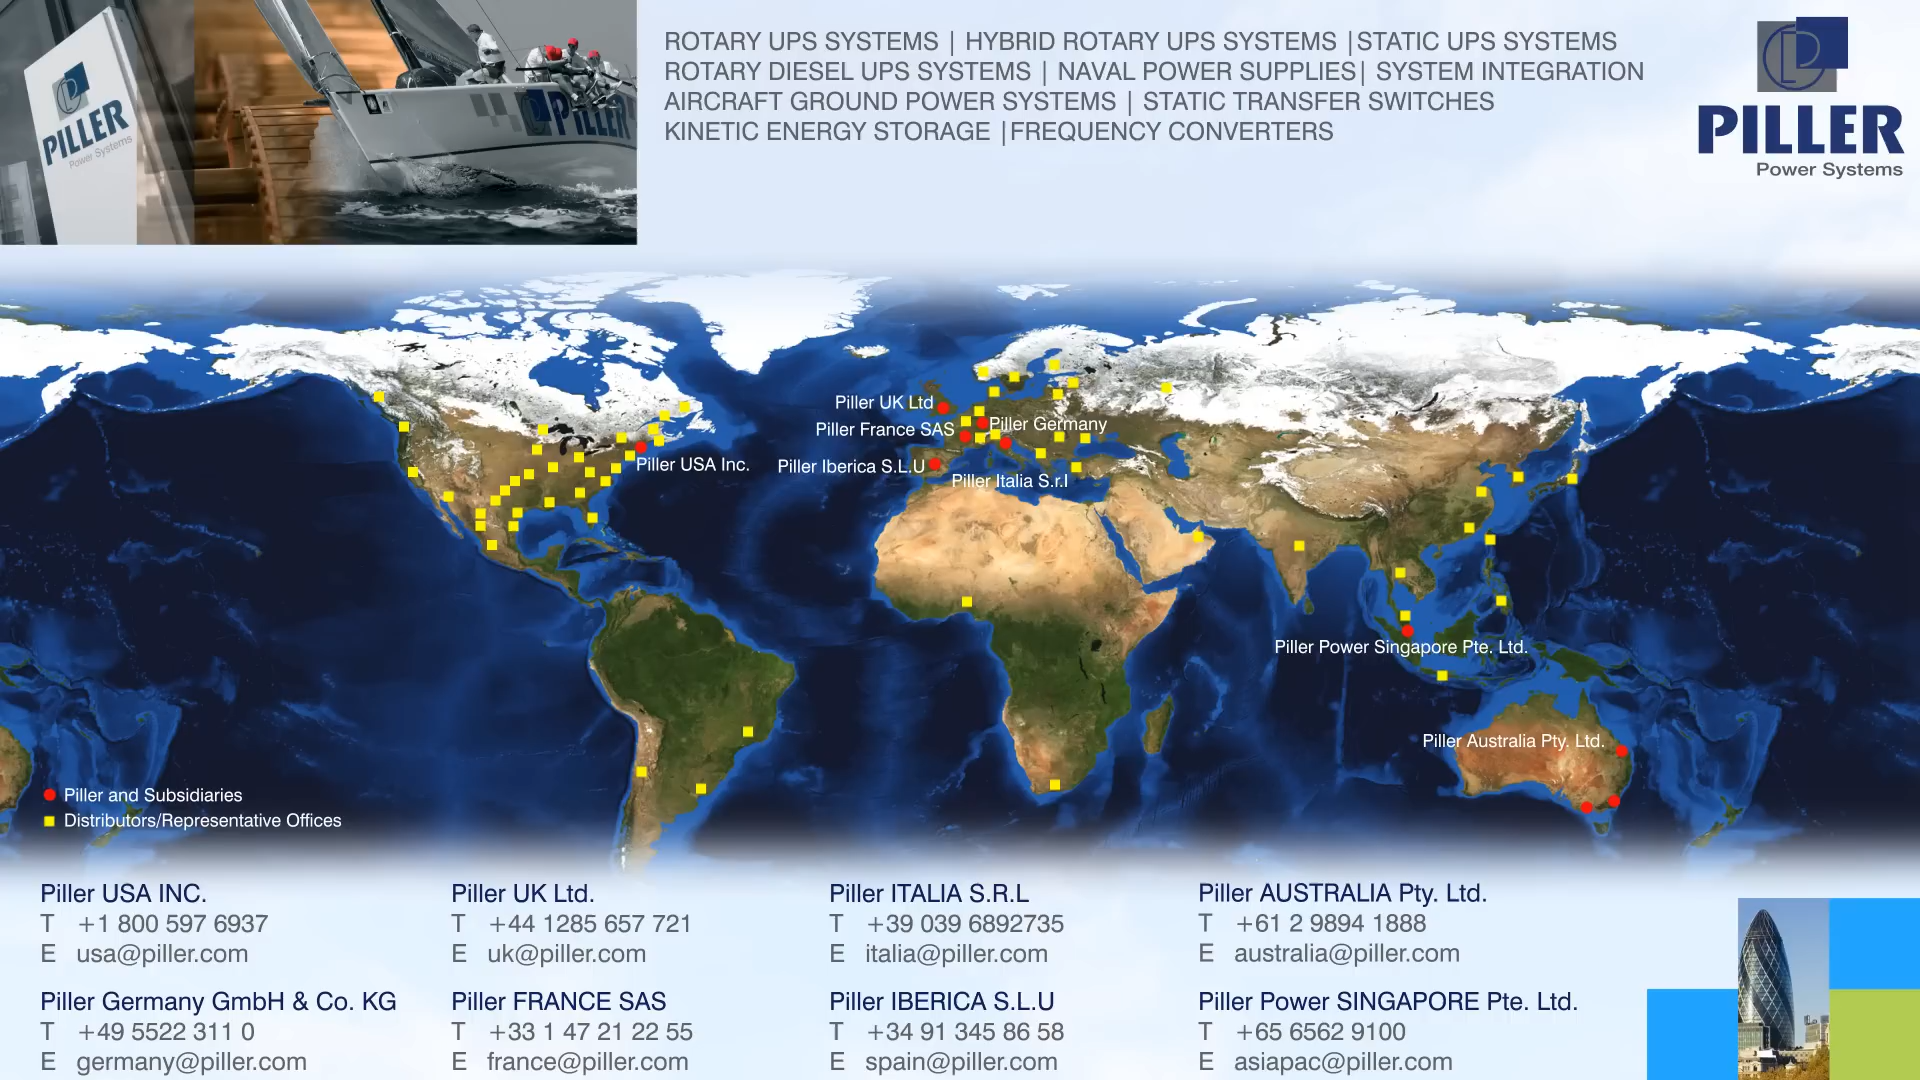 PILLER
Power Systems
PILLER
ROTARY UPS SYSTEMS | HYBRID ROTARY UPS SYSTEMS |STATIC UPS SYSTEMS
ROTARY DIESEL UPS SYSTEMS | NAVAL POWER SUPPLIES| SYSTEM INTEGRATION
AIRCRAFT GROUND POWER SYSTEMS | STATIC TRANSFER SWITCHES
KINETIC ENERGY STORAGE |FREQUENCY CONVERTERS
PILLER
Power Systems
Piller UK Ltd
Piller Germany
Piller France SAS
Piller USA Inc.
Piller Iberica S.L.U
Piller Italia S.r.l
Piller Power Singapore Pte. Ltd.
Piller Australia Pty. Ltd.
Piller and Subsidiaries
Distributors/Representative Offices
Piller USA INC.
T +1 800 597 6937
E usa@piller.com
Piller UK Ltd.
T +44 1285 657 721
E uk@piller.com
Piller ITALIA S.R.L
T +39 039 6892735
E italia@piller.com
Piller AUSTRALIA Pty. Ltd.
T +61 2 9894 1888
E australia@piller.com
Piller Germany GmbH & Co. KG
T +49 5522 311 0
E germany@piller.com
Piller FRANCE SAS
T +33 1 47 21 22 55
E france@piller.com
Piller IBERICA S.L.U
T +34 91 345 86 58
E spain@piller.com
Piller Power SINGAPORE Pte. Ltd.
T +65 6562 9100
E asiapac@piller.com